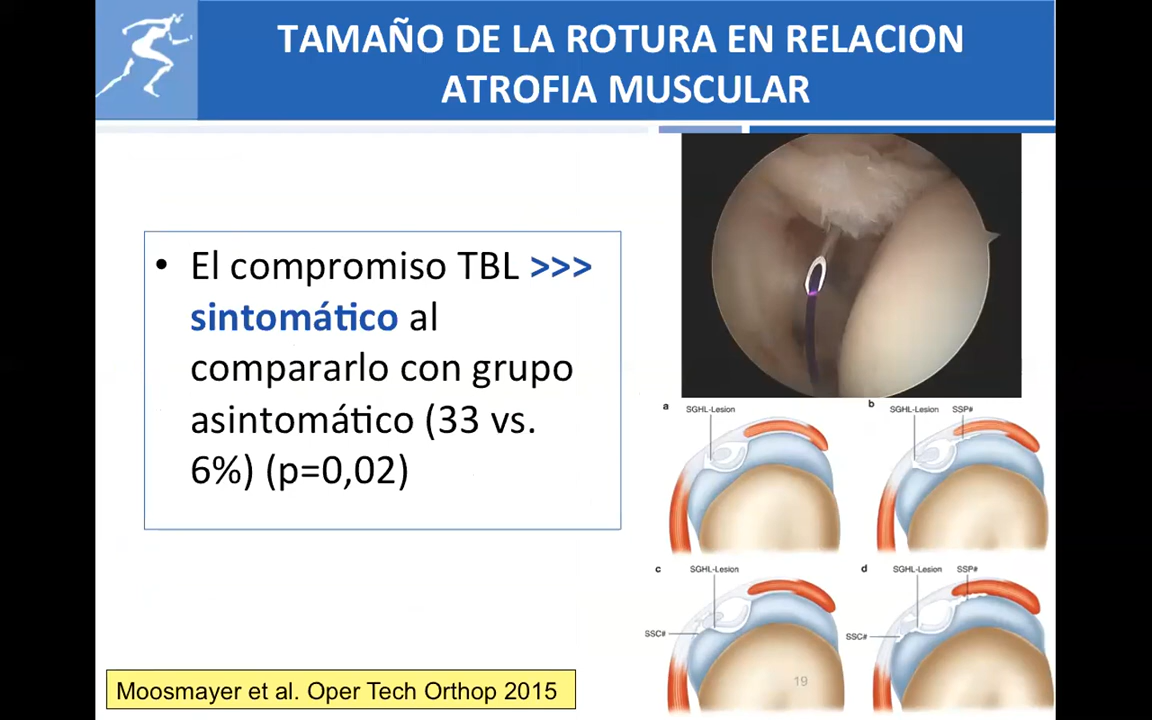 TAMAÑO DE LA ROTURA EN RELACION
ATROFIA MUSCULAR
• El compromiso TBL >>>
sintomático al
compararlo con grupo
asintomático (33 vs.
6%) (p=0,02)
a SGHL-Lesion
b SGHL-Lesion SSP#
c SGHL-Lesion
SSC#
d SGHL-Lesion SSP#
SSC#
19
Moosmayer et al. Oper Tech Orthop 2015